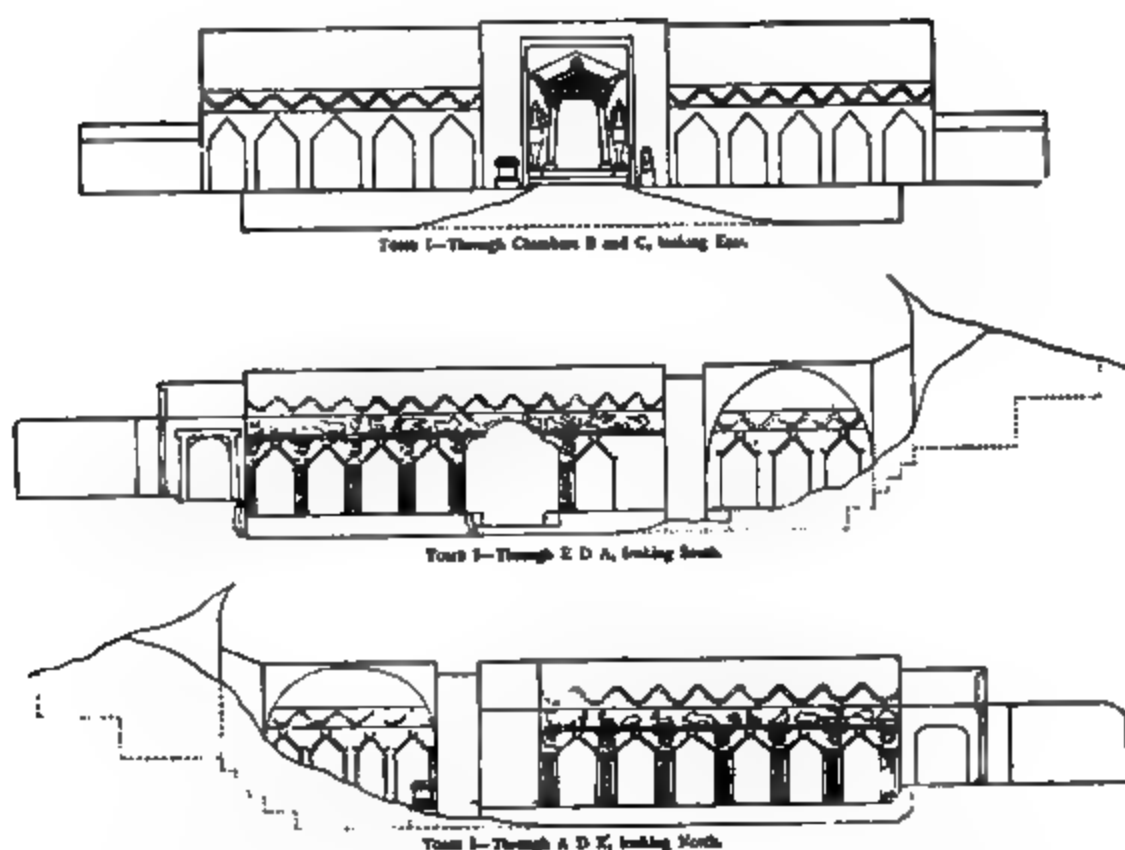 Tomb I—Through Chambers B and C, looking East.
Tomb I—Through E D A, looking South.
Tomb I—Through A D E, looking North.